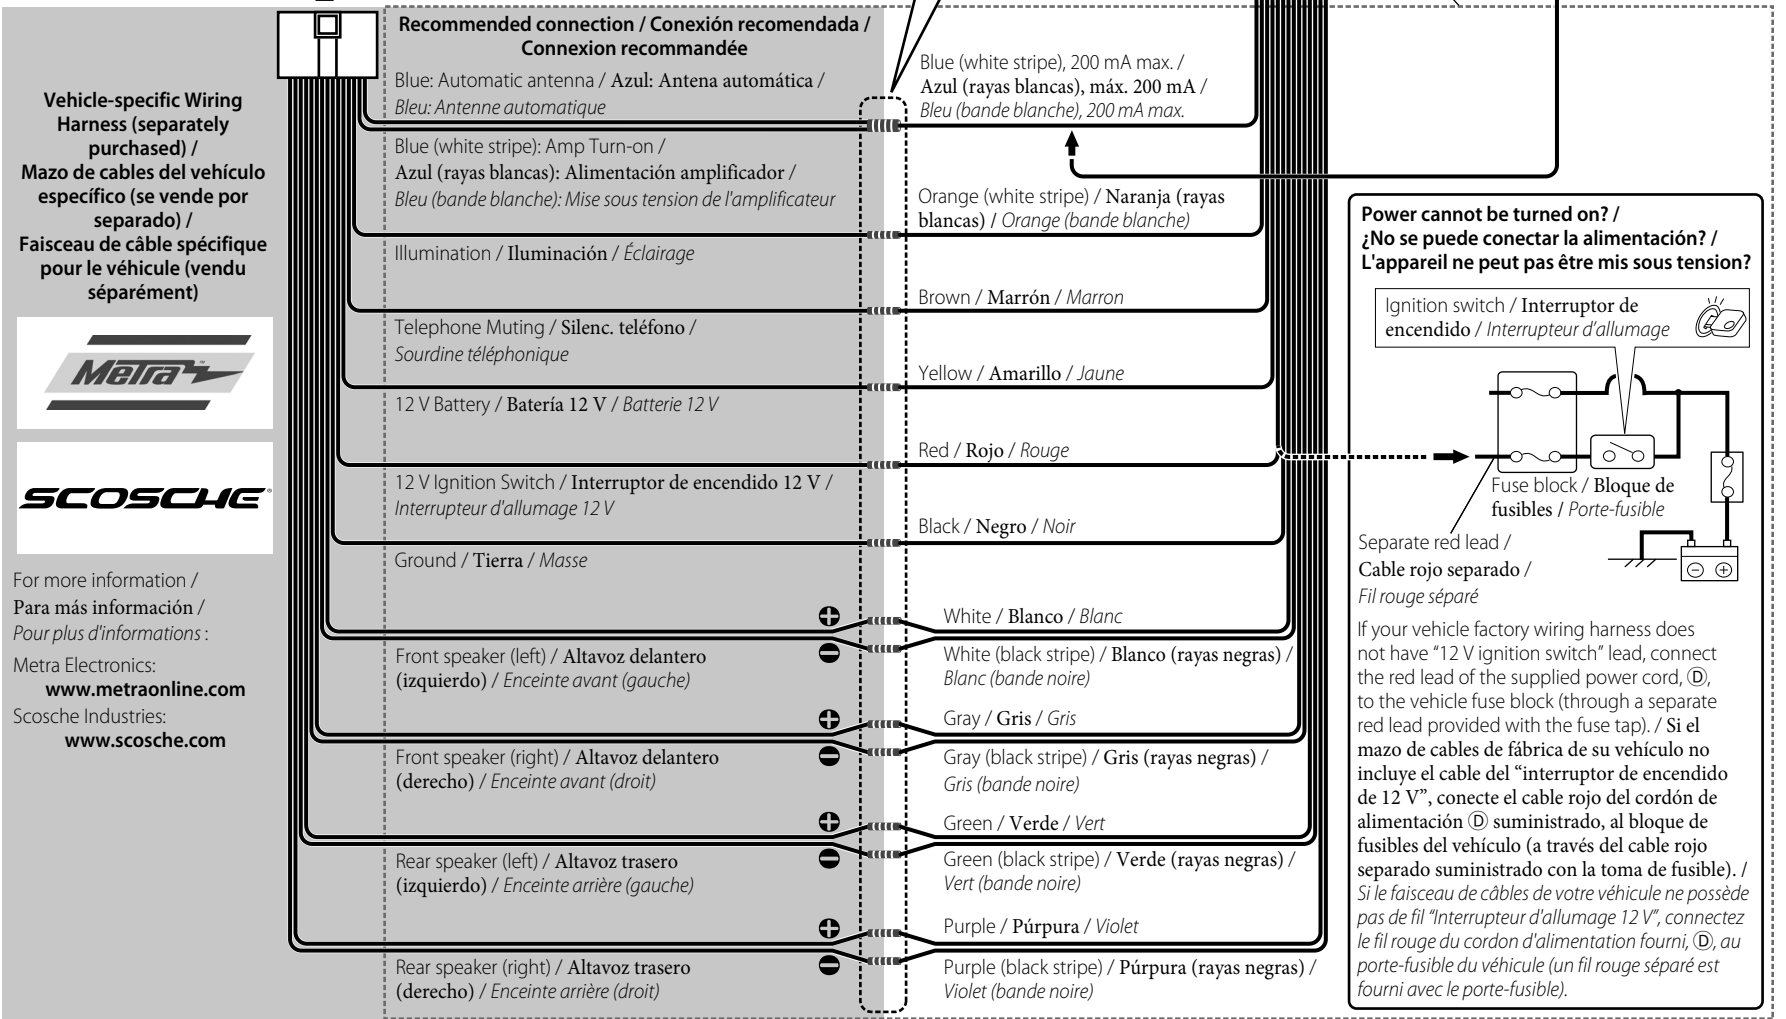 Recommended connection / Conexión recomendada /
Connexion recommandée
Vehicle-specific Wiring
Harness (separately
purchased) /
Mazo de cables del vehículo
específico (se vende por
separado) /
Faisceau de câble spécifique
pour le véhicule (vendu
séparément)
Metra™
SCOSCHE®
For more information /
Para más información /
Pour plus d'informations :
Metra Electronics:
www.metraonline.com
Scosche Industries:
www.scosche.com
Blue: Automatic antenna / Azul: Antena automática /
Bleu: Antenne automatique
Blue (white stripe): Amp Turn-on /
Azul (rayas blancas): Alimentación amplificador /
Bleu (bande blanche): Mise sous tension de l'amplificateur
Illumination / Iluminación / Éclairage
Telephone Muting / Silenc. teléfono /
Sourdine téléphonique
12 V Battery / Batería 12 V / Batterie 12 V
12 V Ignition Switch / Interruptor de encendido 12 V /
Interrupteur d'allumage 12 V
Ground / Tierra / Masse
Front speaker (left) / Altavoz delantero
(izquierdo) / Enceinte avant (gauche)
Front speaker (right) / Altavoz delantero
(derecho) / Enceinte avant (droit)
Rear speaker (left) / Altavoz trasero
(izquierdo) / Enceinte arrière (gauche)
Rear speaker (right) / Altavoz trasero
(derecho) / Enceinte arrière (droit)
Blue (white stripe), 200 mA max. /
Azul (rayas blancas), máx. 200 mA /
Bleu (bande blanche), 200 mA max.
Orange (white stripe) / Naranja (rayas
blancas) / Orange (bande blanche)
Brown / Marrón / Marron
Yellow / Amarillo / Jaune
Red / Rojo / Rouge
Black / Negro / Noir
White / Blanco / Blanc
White (black stripe) / Blanco (rayas negras) /
Blanc (bande noire)
Gray / Gris / Gris
Gray (black stripe) / Gris (rayas negras) /
Gris (bande noire)
Green / Verde / Vert
Green (black stripe) / Verde (rayas negras) /
Vert (bande noire)
Purple / Púrpura / Violet
Purple (black stripe) / Púrpura (rayas negras) /
Violet (bande noire)
Power cannot be turned on? /
¿No se puede conectar la alimentación? /
L'appareil ne peut pas être mis sous tension?
Ignition switch / Interruptor de
encendido / Interrupteur d'allumage
Fuse block / Bloque de
fusibles / Porte-fusible
Separate red lead /
Cable rojo separado /
Fil rouge séparé
If your vehicle factory wiring harness does
not have “12 V ignition switch” lead, connect
the red lead of the supplied power cord, Ⓓ,
to the vehicle fuse block (through a separate
red lead provided with the fuse tap). / Si el
mazo de cables de fábrica de su vehículo no
incluye el cable del “interruptor de encendido
de 12 V”, conecte el cable rojo del cordón de
alimentación Ⓓ suministrado, al bloque de
fusibles del vehículo (a través del cable rojo
separado suministrado con la toma de fusible). /
Si le faisceau de câbles de votre véhicule ne possède
pas de fil "Interrupteur d'allumage 12 V", connectez
le fil rouge du cordon d'alimentation fourni, Ⓓ, au
porte-fusible du véhicule (un fil rouge séparé est
fourni avec le porte-fusible).